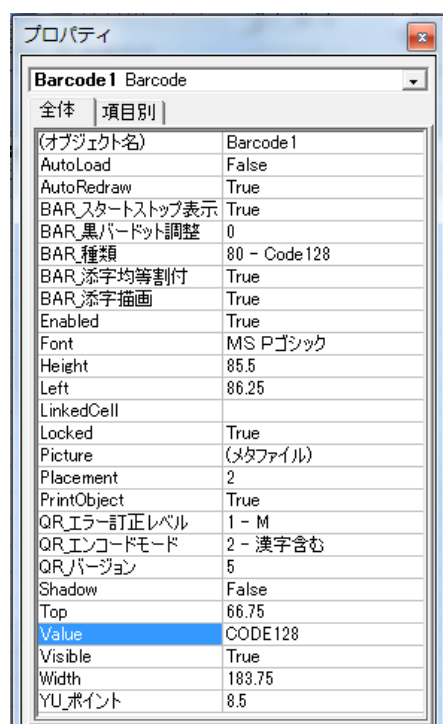 プロパティ
Barcode1 Barcode
全体 項目別
(オブジェクト名) Barcode1
AutoLoad False
AutoRedraw True
BAR_スタートストップ表示 True
BAR_黒バードット調整 0
BAR_種類 80 - Code128
BAR_添字均等割付 True
BAR_添字描画 True
Enabled True
Font ＭＳ Ｐゴシック
Height 85.5
Left 86.25
LinkedCell
Locked True
Picture (メタファイル)
Placement 2
PrintObject True
QR_エラー訂正レベル 1 - M
QR_エンコードモード 2 - 漢字含む
QR_バージョン 5
Shadow False
Top 66.75
Value CODE128
Visible True
Width 183.75
YU_ポイント 8.5